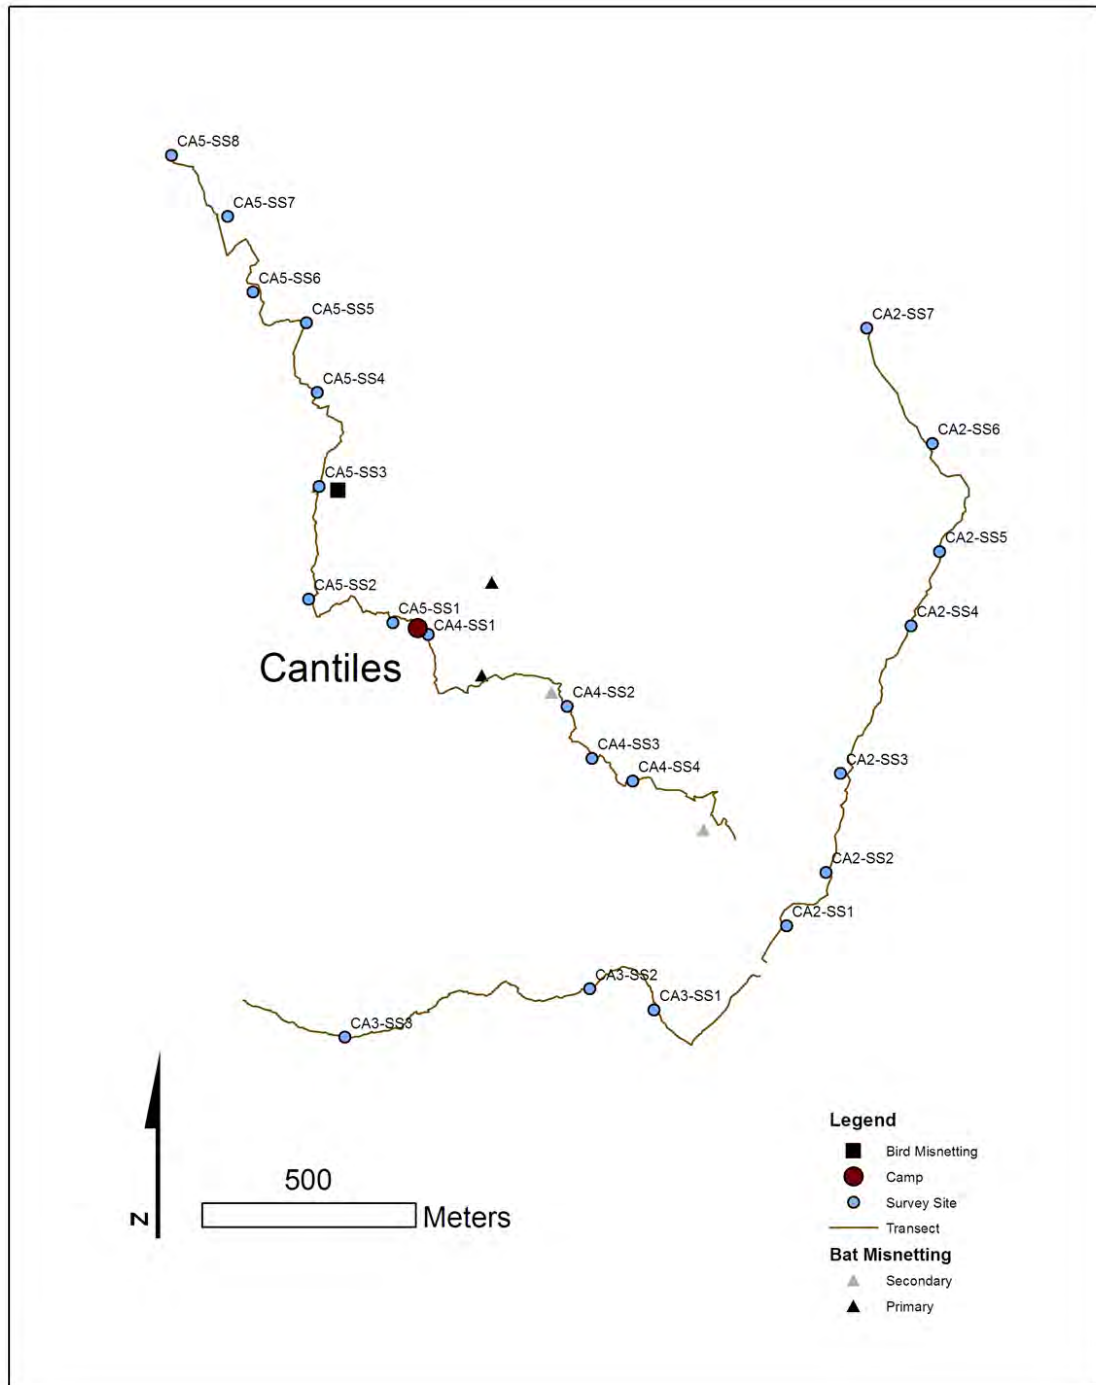 CA5-SS8
CA5-SS7
CA5-SS6
CA5-SS5
CA2-SS7
CA5-SS4
CA2-SS6
CA5-SS3
CA2-SS5
CA5-SS2
CA5-SS1
CA4-SS1
CA2-SS4
Cantiles
CA4-SS2
CA4-SS3
CA4-SS4
CA2-SS3
CA2-SS2
CA2-SS1
CA3-SS2
CA3-SS1
CA3-SS3
N
500
Meters
Legend
Bird Misnetting
Camp
Survey Site
Transect
Bat Misnetting
Secondary
Primary